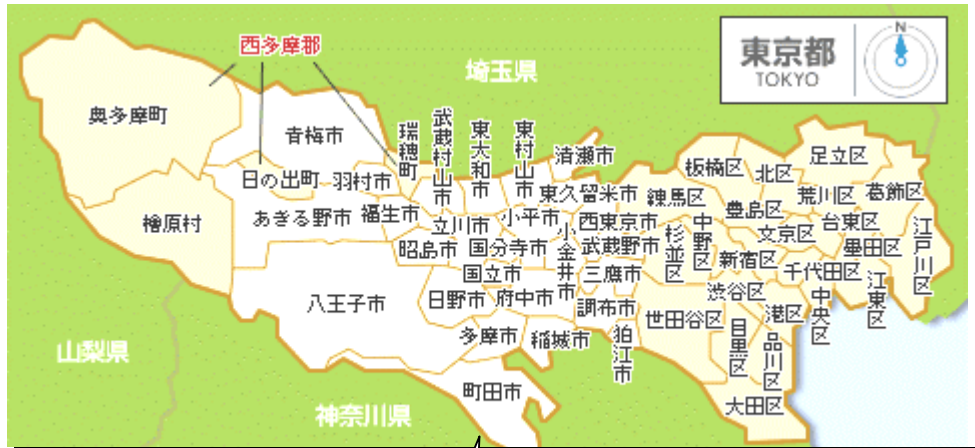 東京都
TOKYO
N
埼玉県
西多摩郡
奥多摩町
青梅市
瑞穂町
武蔵村山市
東大和市
東村山市
清瀬市
日の出町
羽村市
東久留米市
檜原村
あきる野市
福生市
立川市
小平市
西東京市
昭島市
国分寺市
小金井市
武蔵野市
国立市
三鷹市
八王子市
日野市
府中市
調布市
多摩市
稲城市
狛江市
町田市
板橋区
北区
足立区
練馬区
豊島区
荒川区
葛飾区
中野区
杉並区
文京区
台東区
墨田区
江戸川区
新宿区
千代田区
江東区
渋谷区
中央区
世田谷区
目黒区
港区
品川区
大田区
山梨県
神奈川県